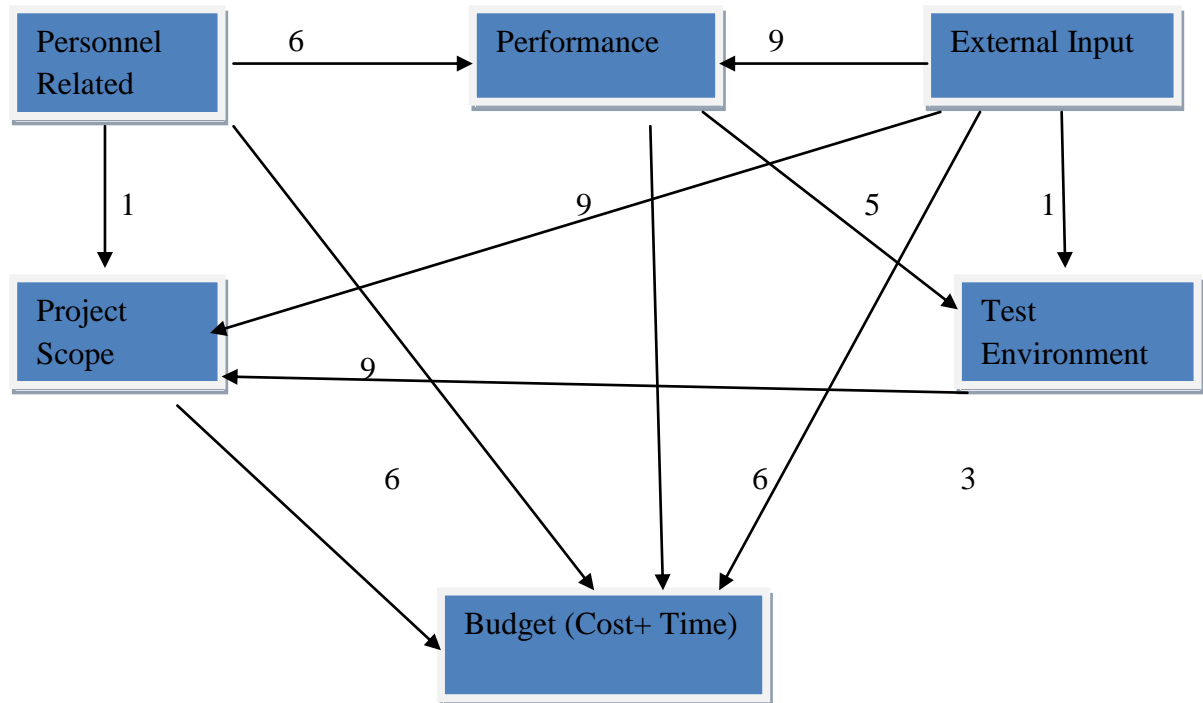 Personnel
Related
6
Performance
9
External Input
1
9
5
1
Project
Scope
Test
Environment
9
6
6
3
Budget (Cost+ Time)